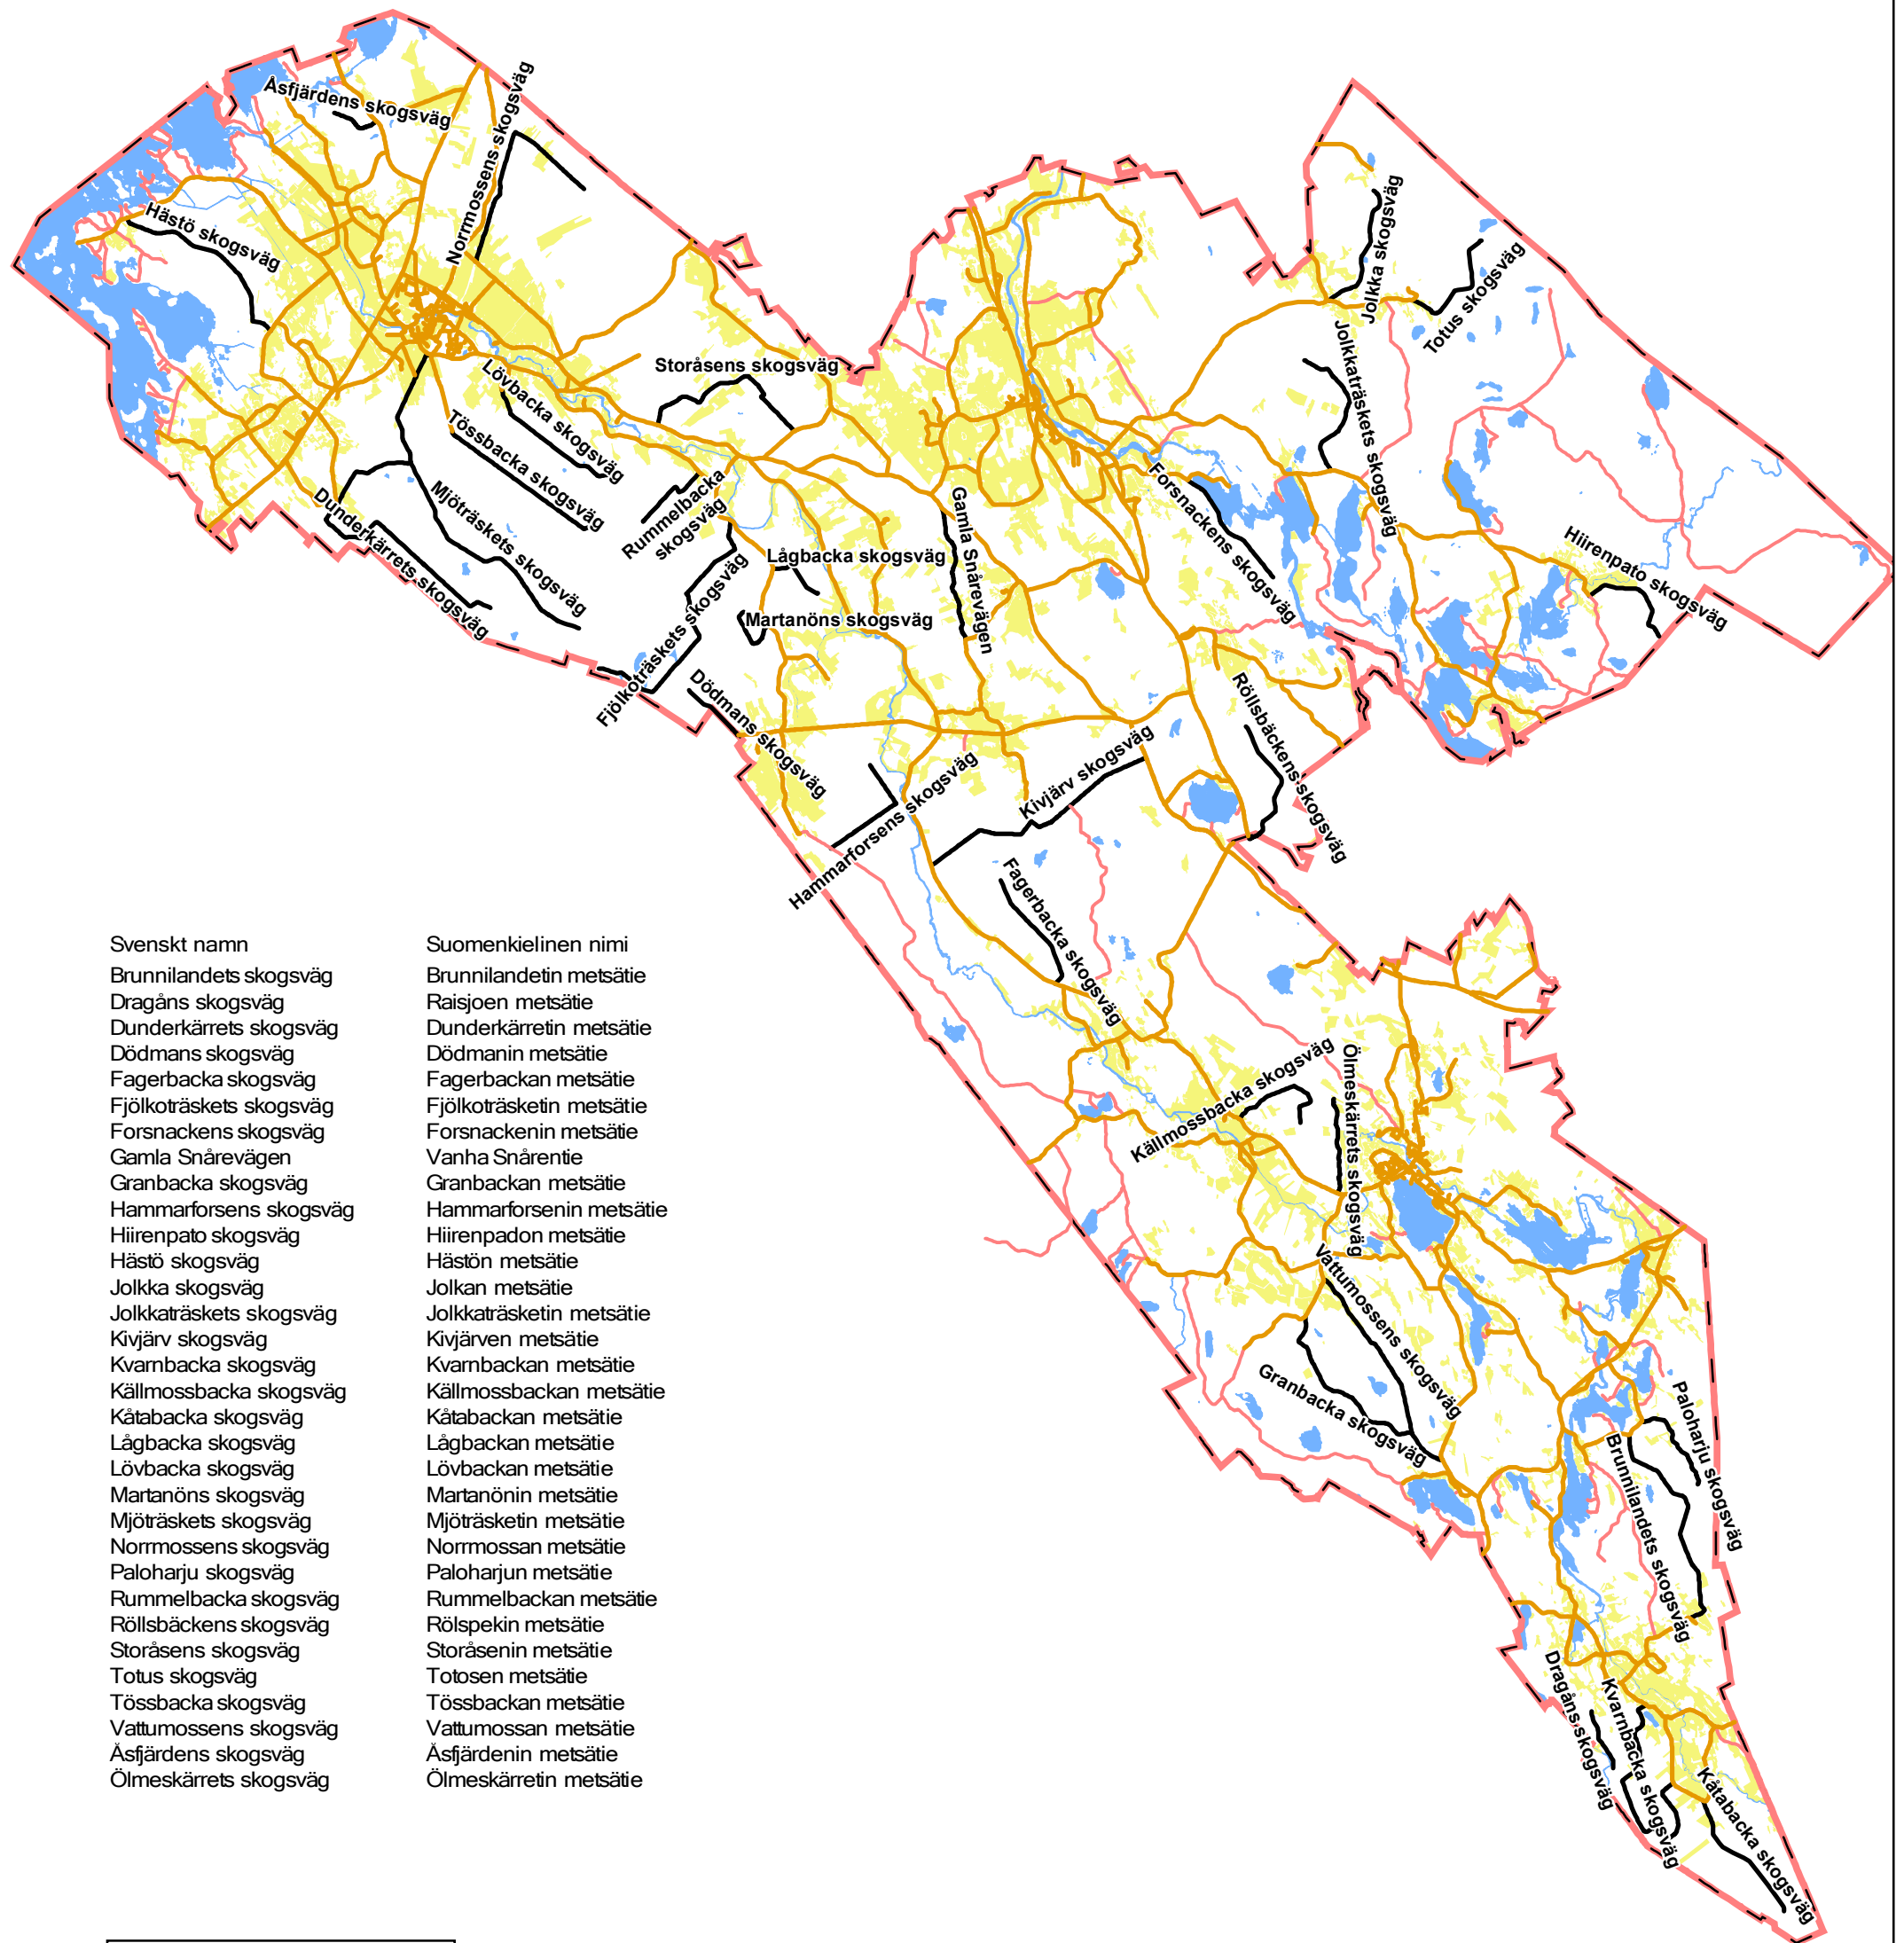 Åsfjärdens skogsväg
Normossens skogsväg
Hästö skogsväg
Jolkka skogsväg
Totus skogsväg
Jolkkaträskets skogsväg
Storåsens skogsväg
Lövbacka skogsväg
Tössbacka skogsväg
Rummelbacka
skogsväg
Mjöträskets skogsväg
Dunderkärrets skogsväg
Forsnackens skogsväg
Gamla Snårevägen
Lågbacka skogsväg
Martanöns skogsväg
Fjölkoträskets skogsväg
Dödmans skogsväg
Hiirenpato skogsväg
Röllsbäckens skogsväg
Kivjärv skogsväg
Hammarforsens skogsväg
Fagerbacka skogsväg
Svenskt namn Suomenkielinen nimi
Brunnilandets skogsväg Brunnilandetin metsätie
Dragåns skogsväg Raisjoen metsätie
Dunderkärrets skogsväg Dunderkärretin metsätie
Dödmans skogsväg Dödmanin metsätie
Fagerbacka skogsväg Fagerbackan metsätie
Fjölkoträskets skogsväg Fjölkoträsketin metsätie
Forsnackens skogsväg Forsnackenin metsätie
Gamla Snårevägen Vanha Snårentie
Granbacka skogsväg Granbackan metsätie
Hammarforsens skogsväg Hammarforsenin metsätie
Hiirenpato skogsväg Hiirenpadon metsätie
Hästö skogsväg Hästön metsätie
Jolkka skogsväg Jolkan metsätie
Jolkkaträskets skogsväg Jolkkaträsketin metsätie
Kivjärv skogsväg Kivjärven metsätie
Kvarnbacka skogsväg Kvarnbackan metsätie
Källmossbacka skogsväg Källmossbackan metsätie
Kåtabacka skogsväg Kåtabackan metsätie
Lågbacka skogsväg Lågbackan metsätie
Lövbacka skogsväg Lövbackan metsätie
Martanöns skogsväg Martanönin metsätie
Mjöträskets skogsväg Mjöträsketin metsätie
Norrmossens skogsväg Norrmossan metsätie
Paloharju skogsväg Paloharjun metsätie
Rummelbacka skogsväg Rummelbackan metsätie
Röllsbäckens skogsväg Rölspekin metsätie
Storåsens skogsväg Storåsenin metsätie
Totus skogsväg Totosen metsätie
Tössbacka skogsväg Tössbackan metsätie
Vattumossens skogsväg Vattumossan metsätie
Åsfjärdens skogsväg Åsfjärdenin metsätie
Ölmeskärrets skogsväg Ölmeskärretin metsätie
Källmossbacka skogsväg
Ölmeskärrets skogsväg
Vattumossens skogsväg
Granbacka skogsväg
Paloharju skogsväg
Brunnilandets skogsväg
Dragåns skogsväg
Kvarnbacka skogsväg
Kåtabacka skogsväg